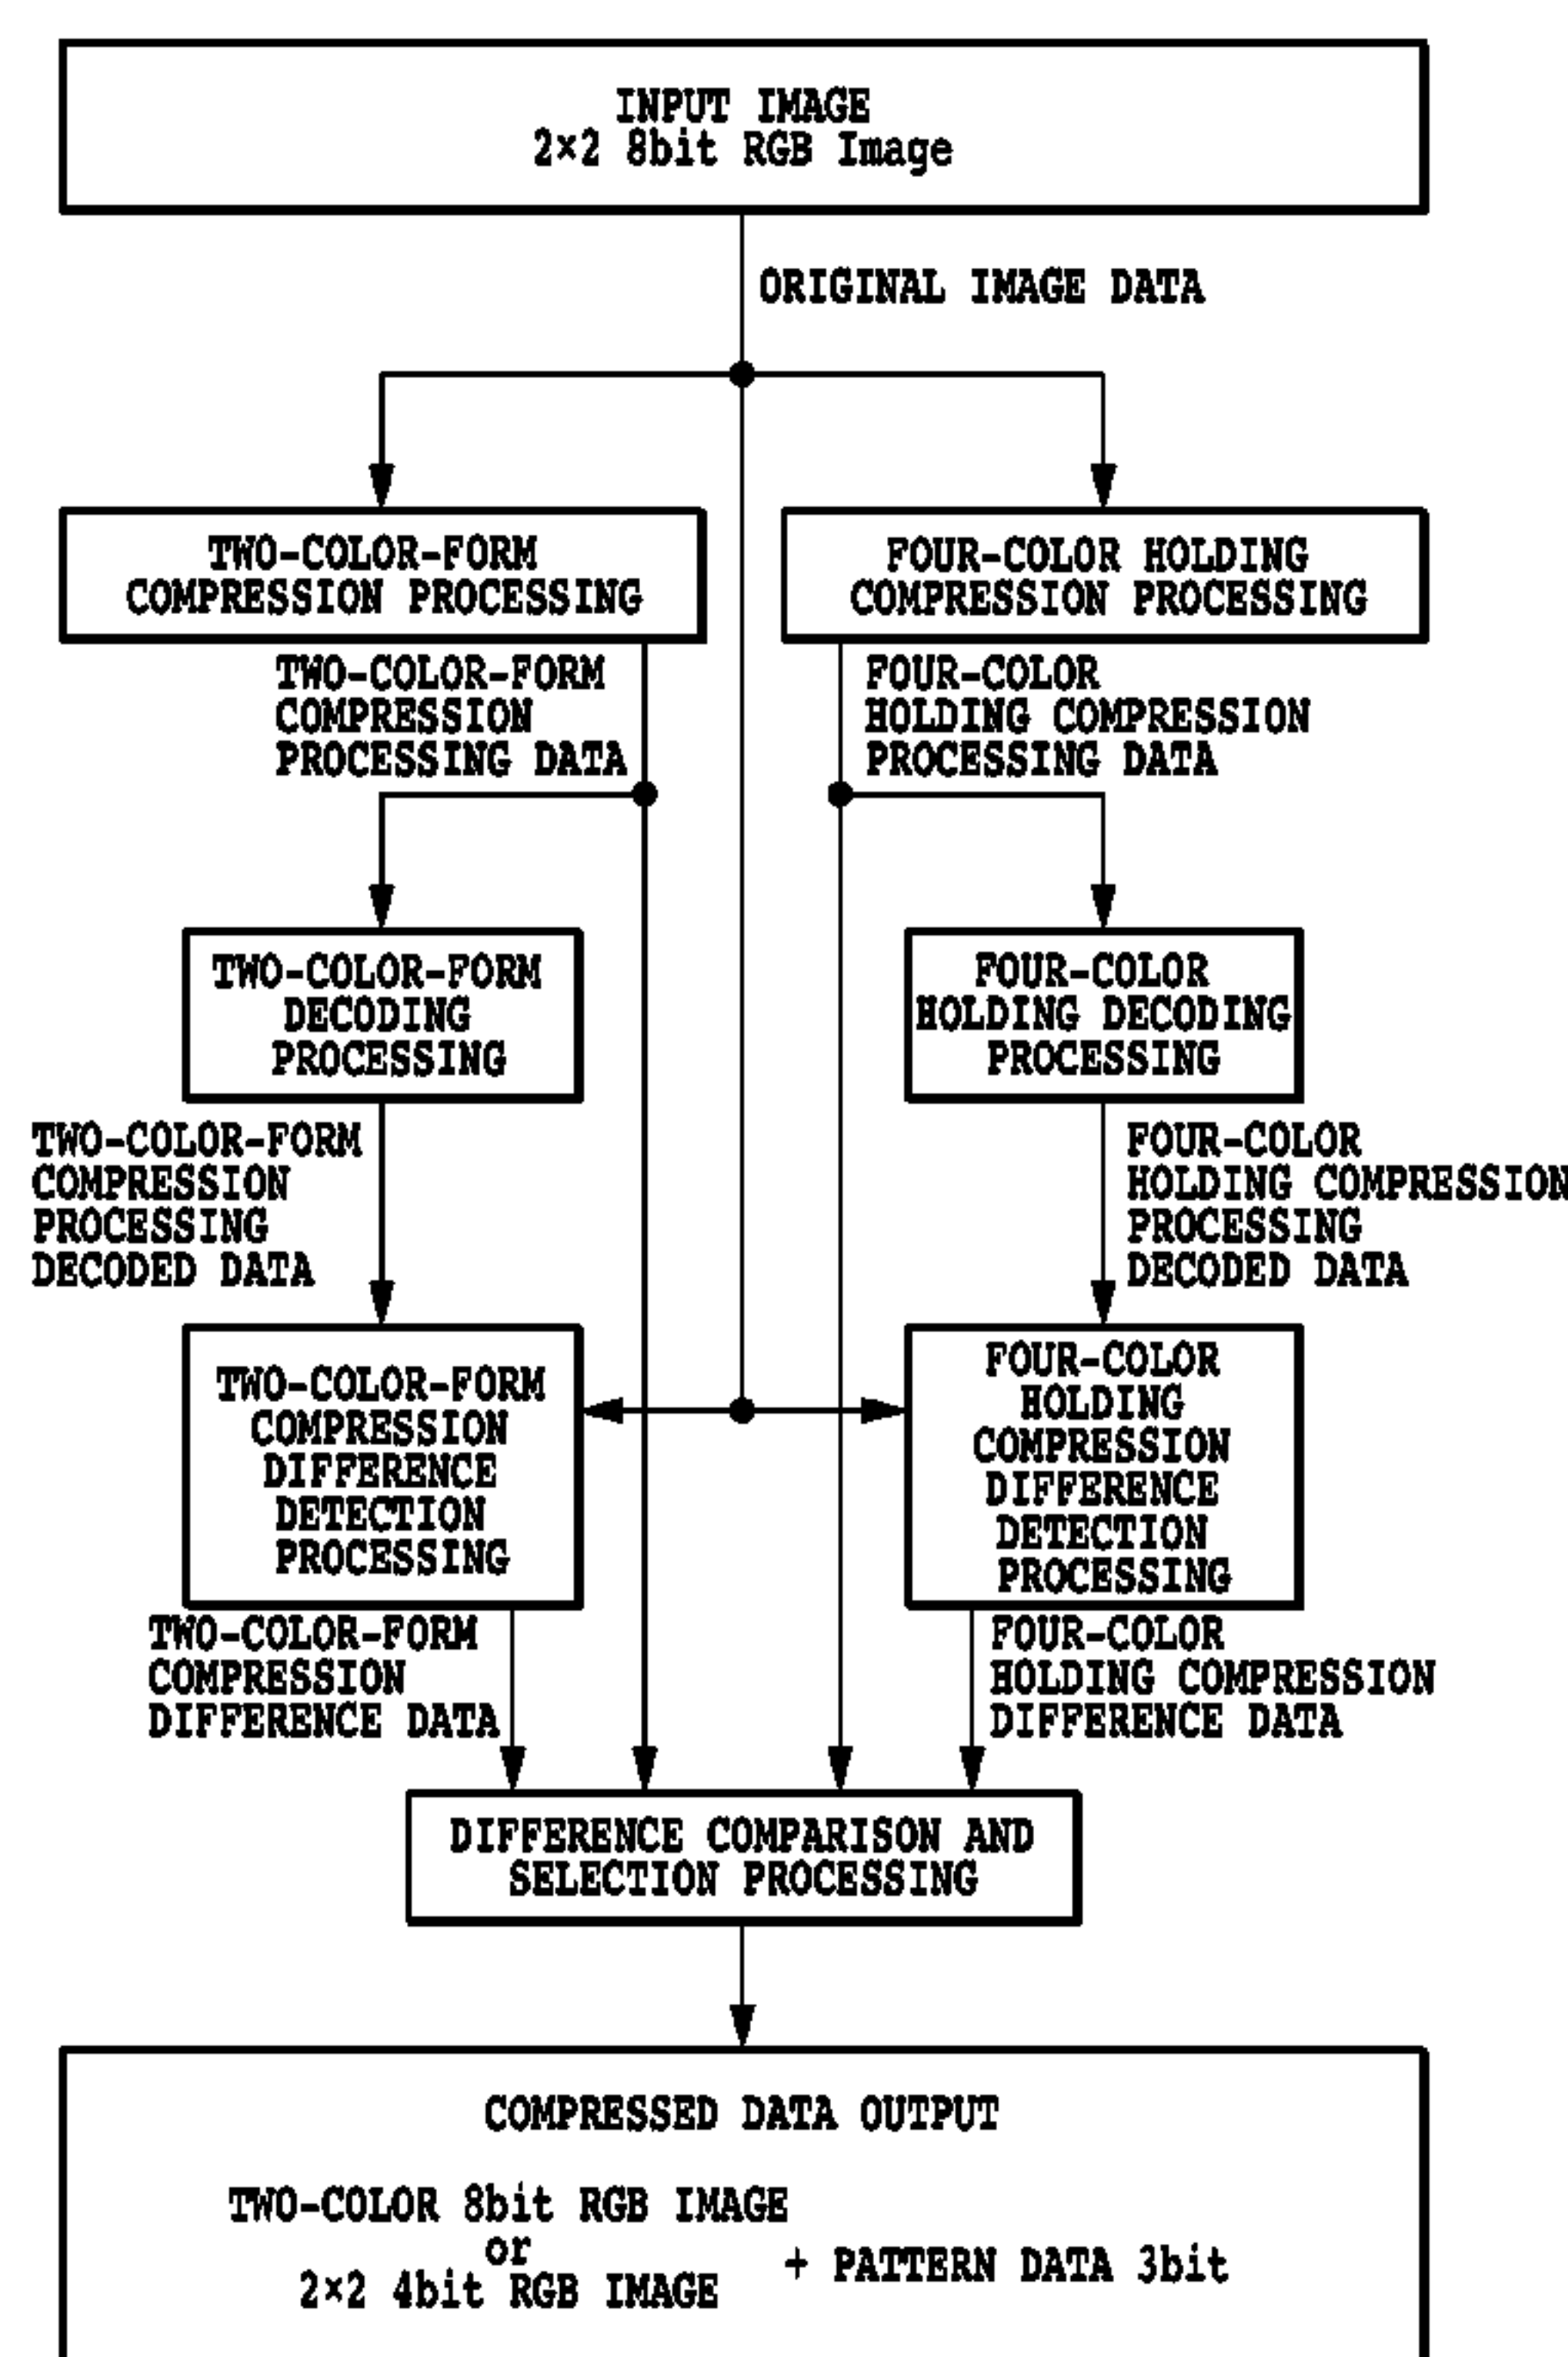 INPUT IMAGE
2×2 8bit RGB Image
ORIGINAL IMAGE DATA
TWO-COLOR-FORM
COMPRESSION PROCESSING
FOUR-COLOR HOLDING
COMPRESSION PROCESSING
TWO-COLOR-FORM
COMPRESSION
PROCESSING DATA
FOUR-COLOR
HOLDING COMPRESSION
PROCESSING DATA
TWO-COLOR-FORM
DECODING
PROCESSING
FOUR-COLOR
HOLDING DECODING
PROCESSING
TWO-COLOR-FORM
COMPRESSION
PROCESSING
DECODED DATA
FOUR-COLOR
HOLDING COMPRESSION
PROCESSING
DECODED DATA
TWO-COLOR-FORM
COMPRESSION
DIFFERENCE
DETECTION
PROCESSING
FOUR-COLOR
HOLDING
COMPRESSION
DIFFERENCE
DETECTION
PROCESSING
TWO-COLOR-FORM
COMPRESSION
DIFFERENCE DATA
FOUR-COLOR
HOLDING COMPRESSION
DIFFERENCE DATA
DIFFERENCE COMPARISON AND
SELECTION PROCESSING
COMPRESSED DATA OUTPUT
TWO-COLOR 8bit RGB IMAGE
or
2×2 4bit RGB IMAGE
+ PATTERN DATA 3bit